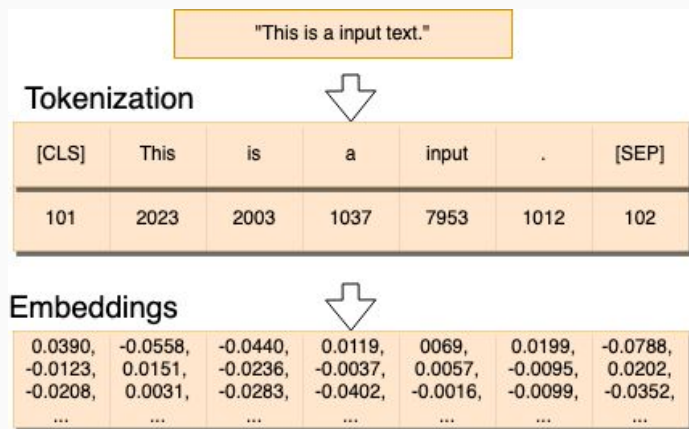 "This is a input text."
Tokenization
[CLS] This is a input . [SEP]
101 2023 2003 1037 7953 1012 102
Embeddings
0.0390, -0.0558, -0.0440, 0.0119, 0069, 0.0199, -0.0788,
-0.0123, 0.0151, -0.0236, -0.0037, 0.0057, -0.0095, 0.0202,
-0.0208, 0.0031, -0.0283, -0.0402, -0.0016, -0.0099, -0.0352,
... ... ... ... ... ... ...